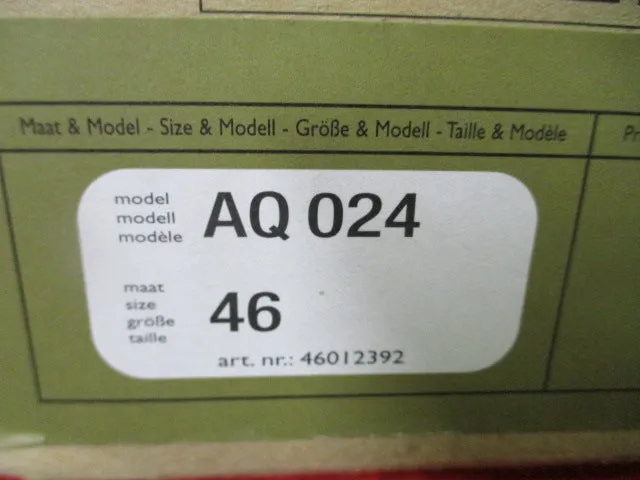 Maat & Model - Size & Modell - Größe & Modell - Taille & Modèle
model
modell
modèle
AQ 024
maat
size
größe
taille
46
art. nr.: 46012392